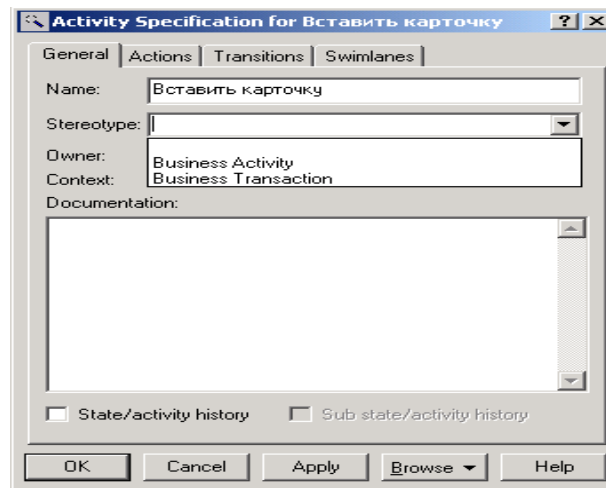 Activity Specification for Вставить карточку
General Actions Transitions Swimlanes
Name: Вставить карточку
Stereotype:
Owner:
Business Activity
Context: Business Transaction
Documentation:
State/activity history Sub state/activity history
OK Cancel Apply Browse Help